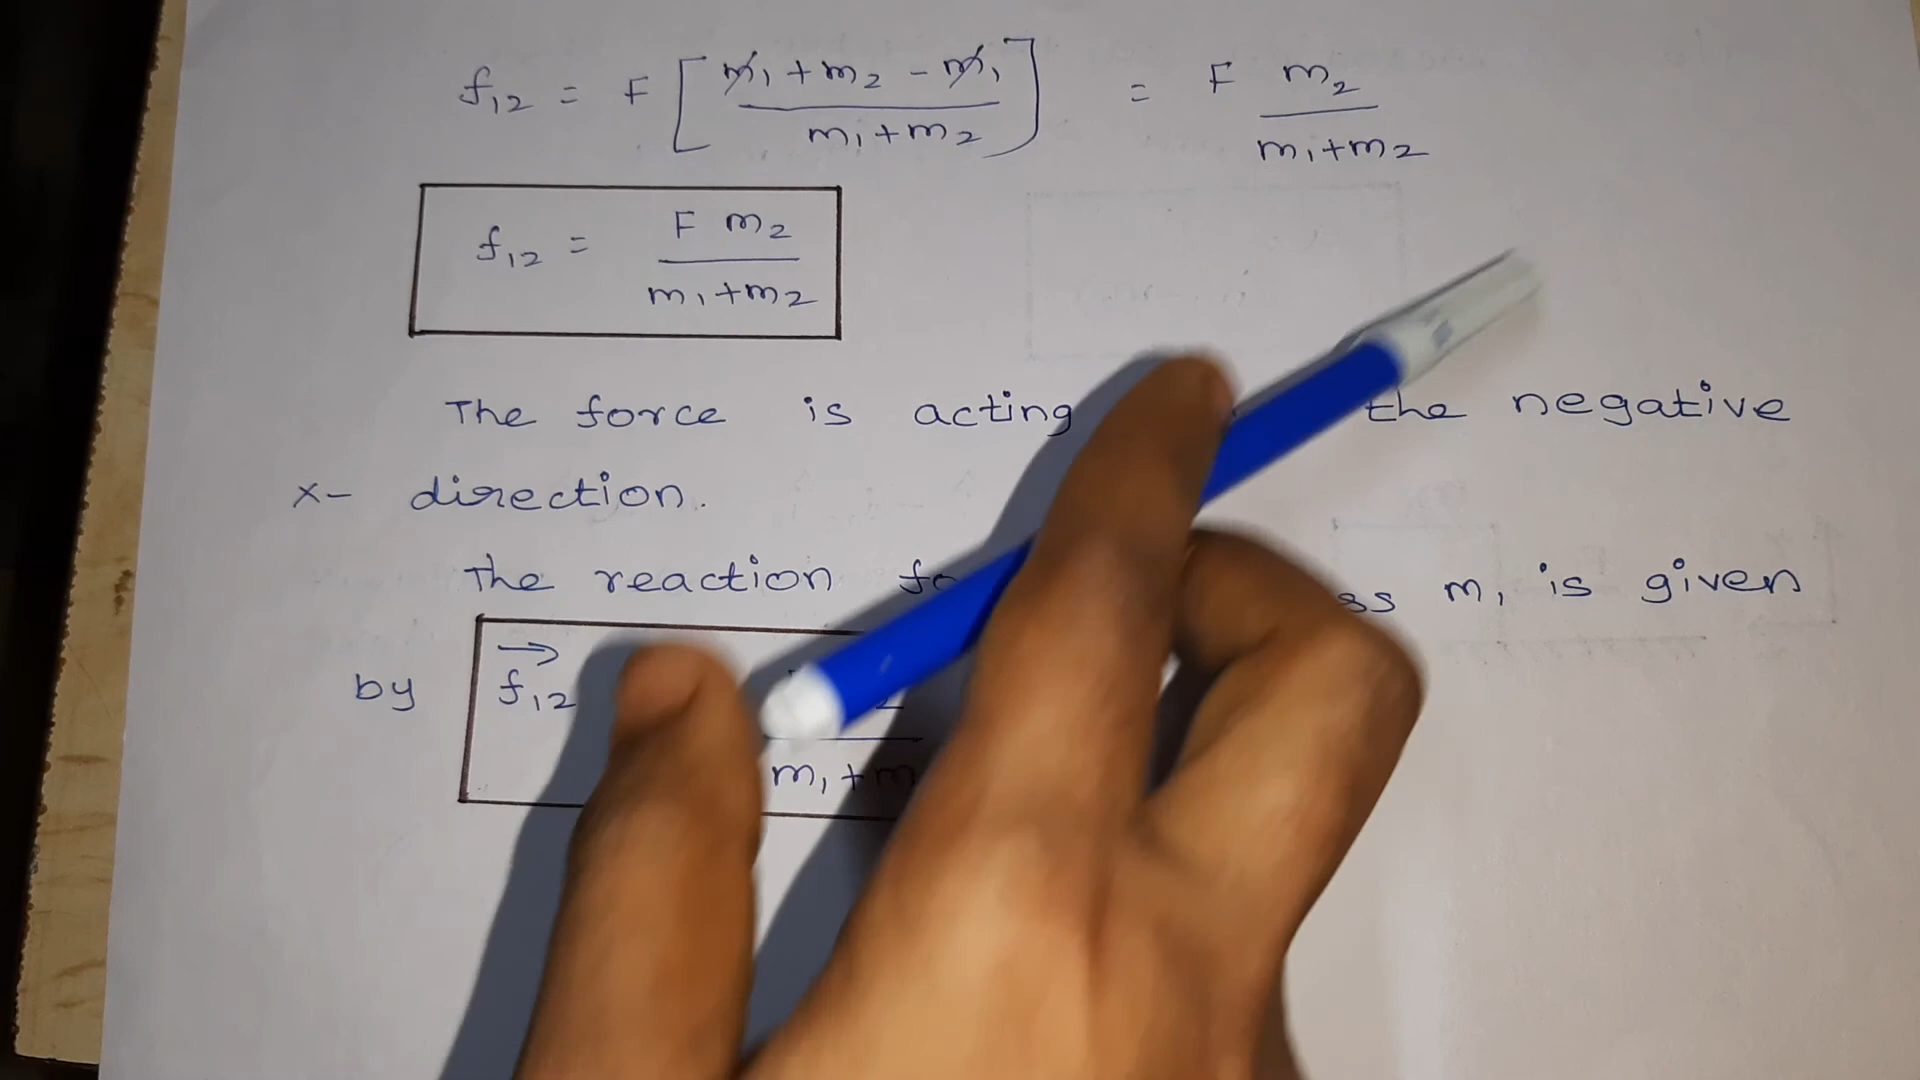 f₁₂ = F [ (m₁ + m₂ - m₁) / (m₁ + m₂) ] = F m₂ / (m₁ + m₂)
f₁₂ = F m₂ / (m₁ + m₂)
The force is acting the negative
x- direction.
The reaction m₁ is given
by f⃗₁₂
m₁ +